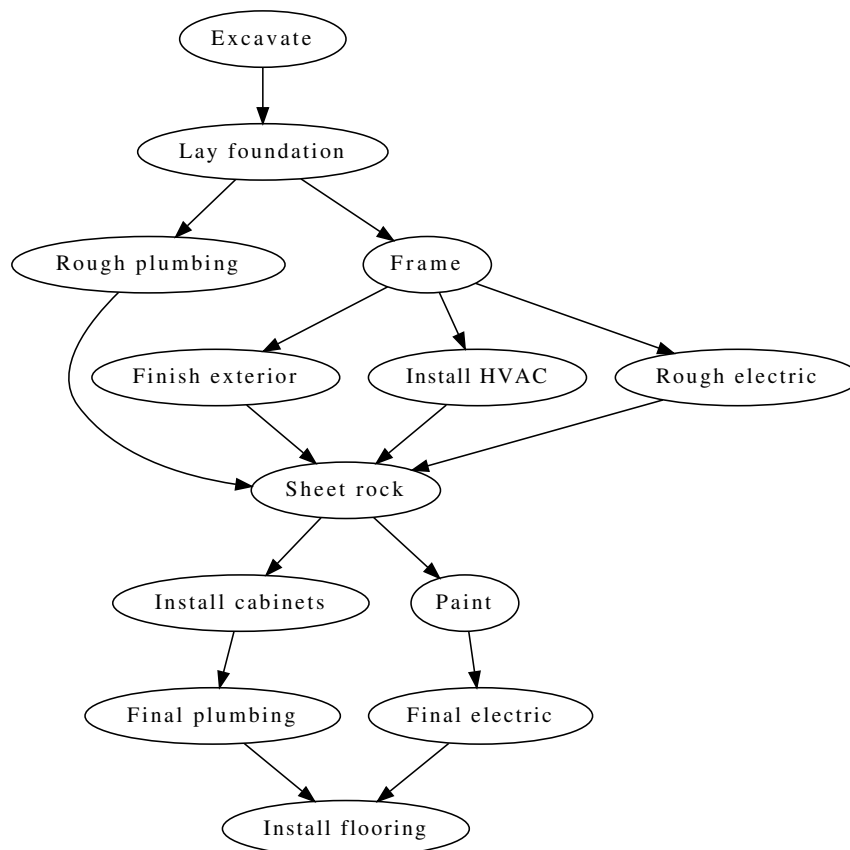 Excavate
Lay foundation
Rough plumbing
Frame
Finish exterior
Install HVAC
Rough electric
Sheet rock
Install cabinets
Paint
Final plumbing
Final electric
Install flooring